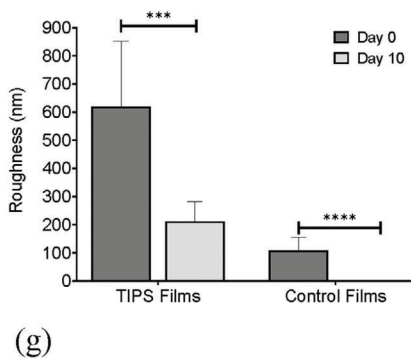 ***
****
Day 0
Day 10
Roughness (nm)
900
800
700
600
500
400
300
200
100
0
TIPS Films
Control Films
(g)